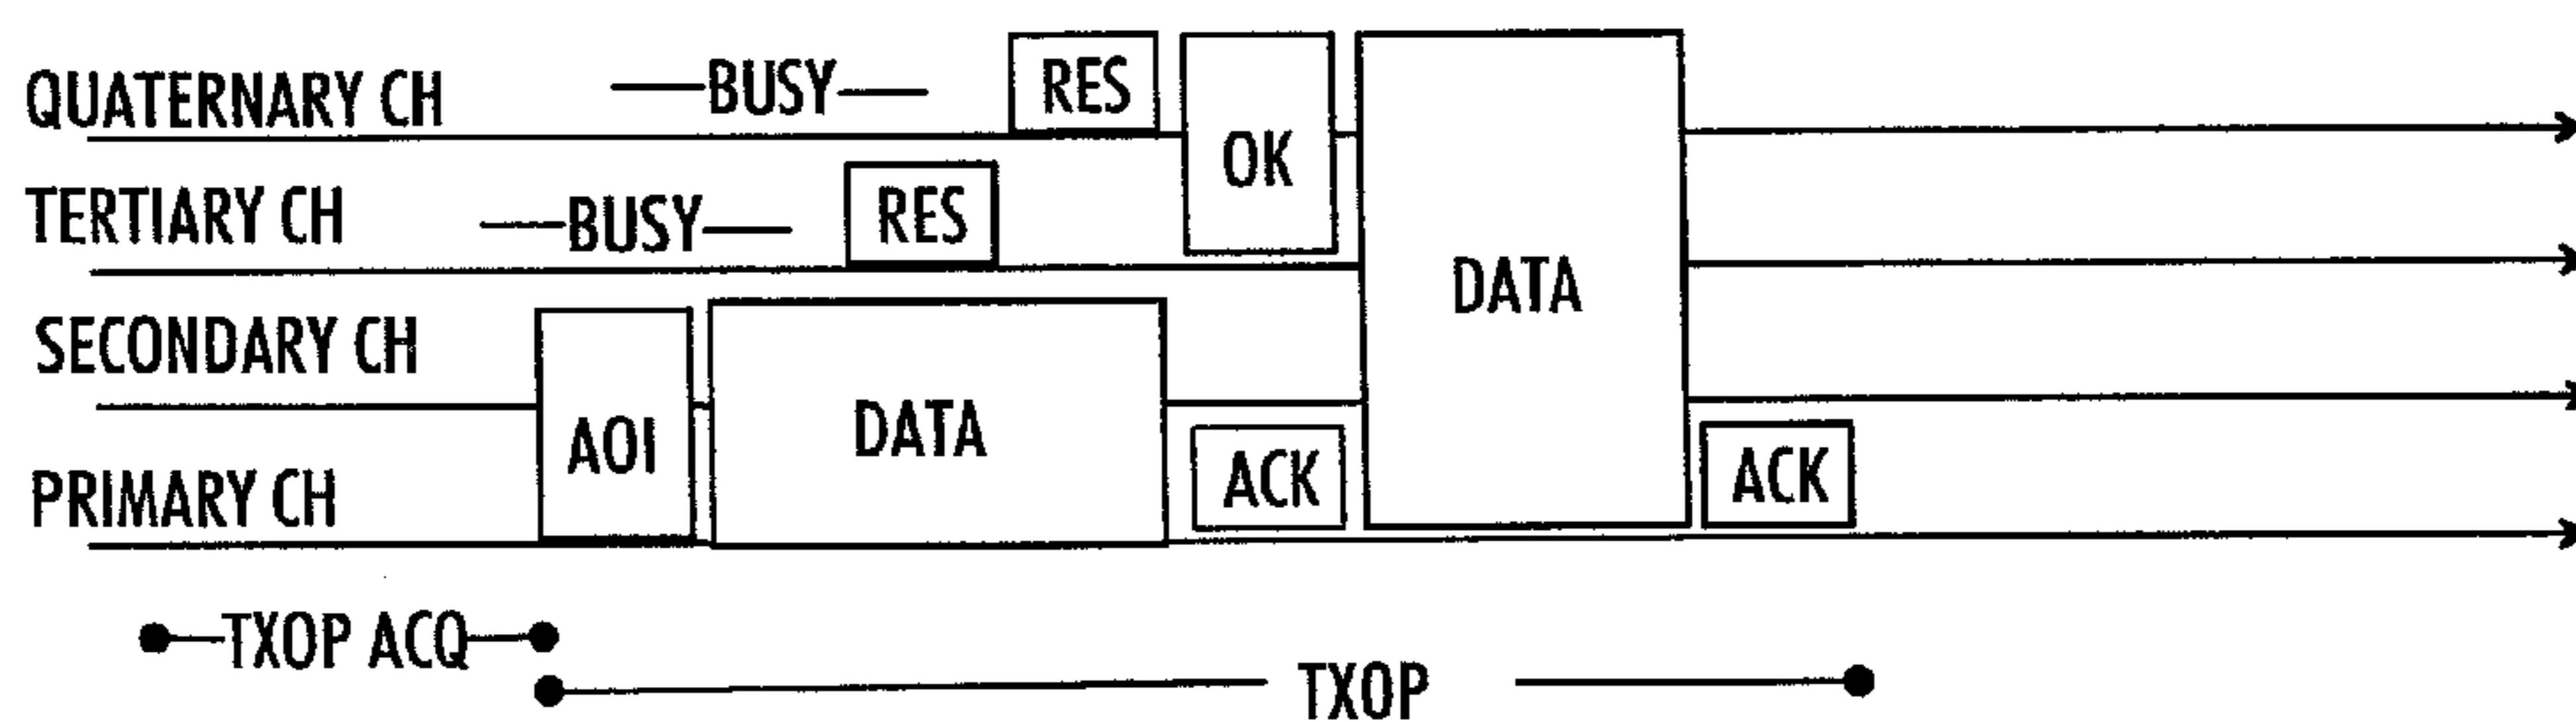 QUATERNARY CH
BUSY
RES
OK
TERTIARY CH
BUSY
RES
DATA
SECONDARY CH
AOI
DATA
PRIMARY CH
ACK
ACK
TXOP ACQ
TXOP